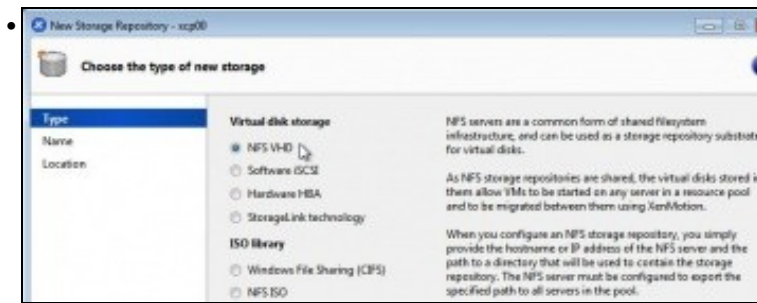 New Storage Repository - xcp00
Choose the type of new storage
Type
Name
Location
Virtual disk storage
NFS VHD
Software iSCSI
Hardware HBA
StorageLink technology
ISO library
Windows File Sharing (CIFS)
NFS ISO
NFS servers are a common form of shared filesystem
infrastructure, and can be used as a storage repository substrate
for virtual disks.
As NFS storage repositories are shared, the virtual disks stored in
them allow VMs to be started on any server in a resource pool
and to be migrated between them using XenMotion.
When you configure an NFS storage repository, you simply
provide the hostname or IP address of the NFS server and the
path to a directory that will be used to contain the storage
repository. The NFS server must be configured to export the
specified path to all servers in the pool.